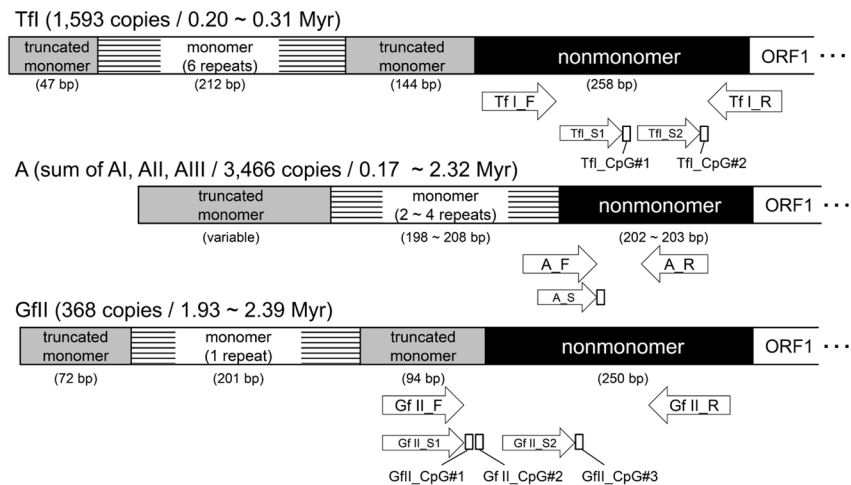 TfI (1,593 copies / 0.20 ~ 0.31 Myr)
truncated monomer
monomer (6 repeats)
truncated monomer
nonmonomer
ORF1 ···
(47 bp)
(212 bp)
(144 bp)
(258 bp)
Tf I_F
Tf I_R
TfI_S1
TfI_S2
TfI_CpG#1
TfI_CpG#2
A (sum of AI, AII, AIII / 3,466 copies / 0.17 ~ 2.32 Myr)
truncated monomer
monomer (2 ~ 4 repeats)
nonmonomer
ORF1 ···
(variable)
(198 ~ 208 bp)
(202 ~ 203 bp)
A_F
A_R
A_S
GfII (368 copies / 1.93 ~ 2.39 Myr)
truncated monomer
monomer (1 repeat)
truncated monomer
nonmonomer
ORF1 ···
(72 bp)
(201 bp)
(94 bp)
(250 bp)
Gf II_F
Gf II_R
Gf II_S1
Gf II_S2
GfII_CpG#1
Gf II_CpG#2
GfII_CpG#3